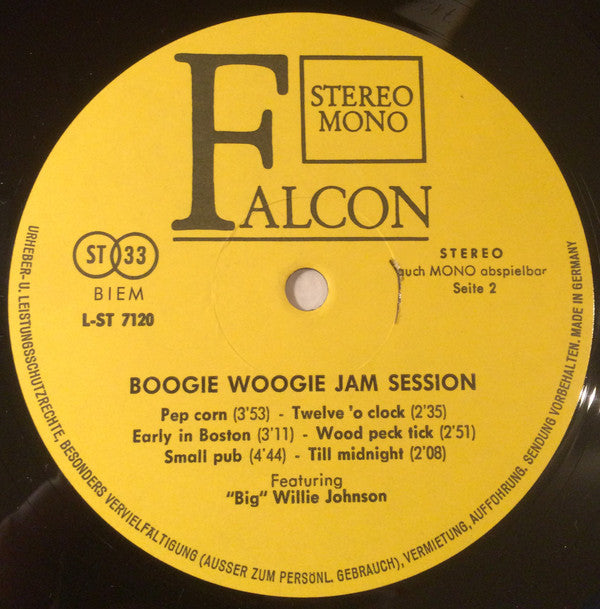 STEREO
MONO
FALCON
ST 33
BIEM
L-ST 7120
STEREO
auch MONO abspielbar
Seite 2
BOOGIE WOOGIE JAM SESSION
Pep corn (3'53) - Twelve 'o clock (2'35)
Early in Boston (3'11) - Wood peck tick (2'51)
Small pub (4'44) - Till midnight (2'08)
Featuring
"Big" Willie Johnson
URHEBER- U. LEISTUNGSSCHUTZRECHTE, BESONDERS VERVIELFÄLTIGUNG (AUSSER ZUM PERSÖNL. GEBRAUCH), VERMIETUNG, AUFFÜHRUNG. SENDUNG VORBEHALTEN. MADE IN GERMANY